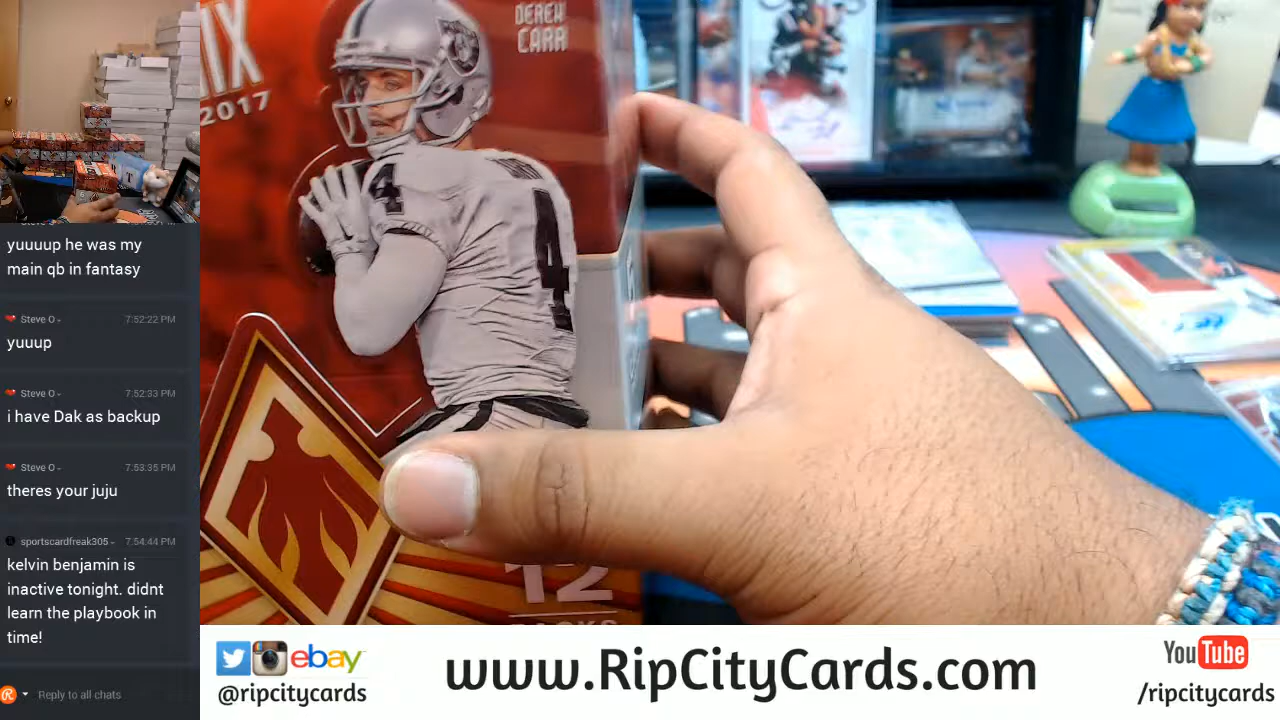 IX
2017
DEREK
CARR
4
4
12
yuuuup he was my
main qb in fantasy
Steve O
7:52:22 PM
yuuup
Steve O
7:52:33 PM
i have Dak as backup
Steve O
7:53:35 PM
theres your juju
sportscardfreak305
7:54:44 PM
kelvin benjamin is
inactive tonight. didnt
learn the playbook in
time!
Reply to all chats
ebay
@ripcitycards
www.RipCityCards.com
YouTube
/ripcitycards